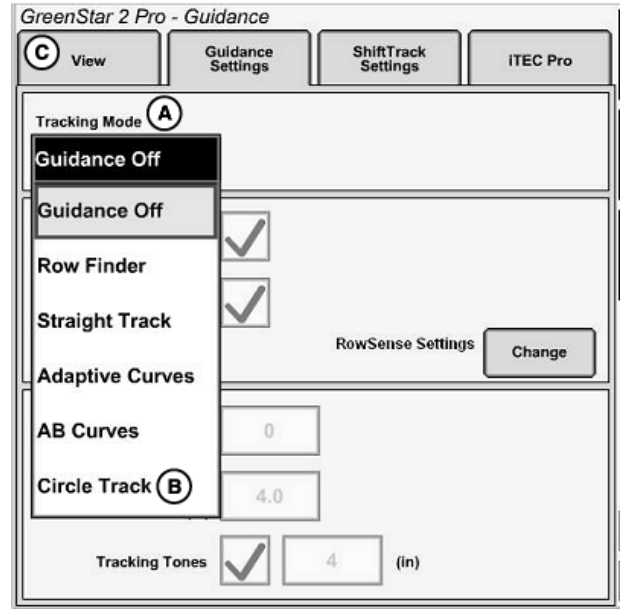 GreenStar 2 Pro - Guidance
C View
Guidance
Settings
ShiftTrack
Settings
iTEC Pro
Tracking Mode A
Guidance Off
Guidance Off
Row Finder
Straight Track
Adaptive Curves
RowSense Settings
Change
AB Curves
0
Circle Track B
4.0
Tracking Tones
4
(in)